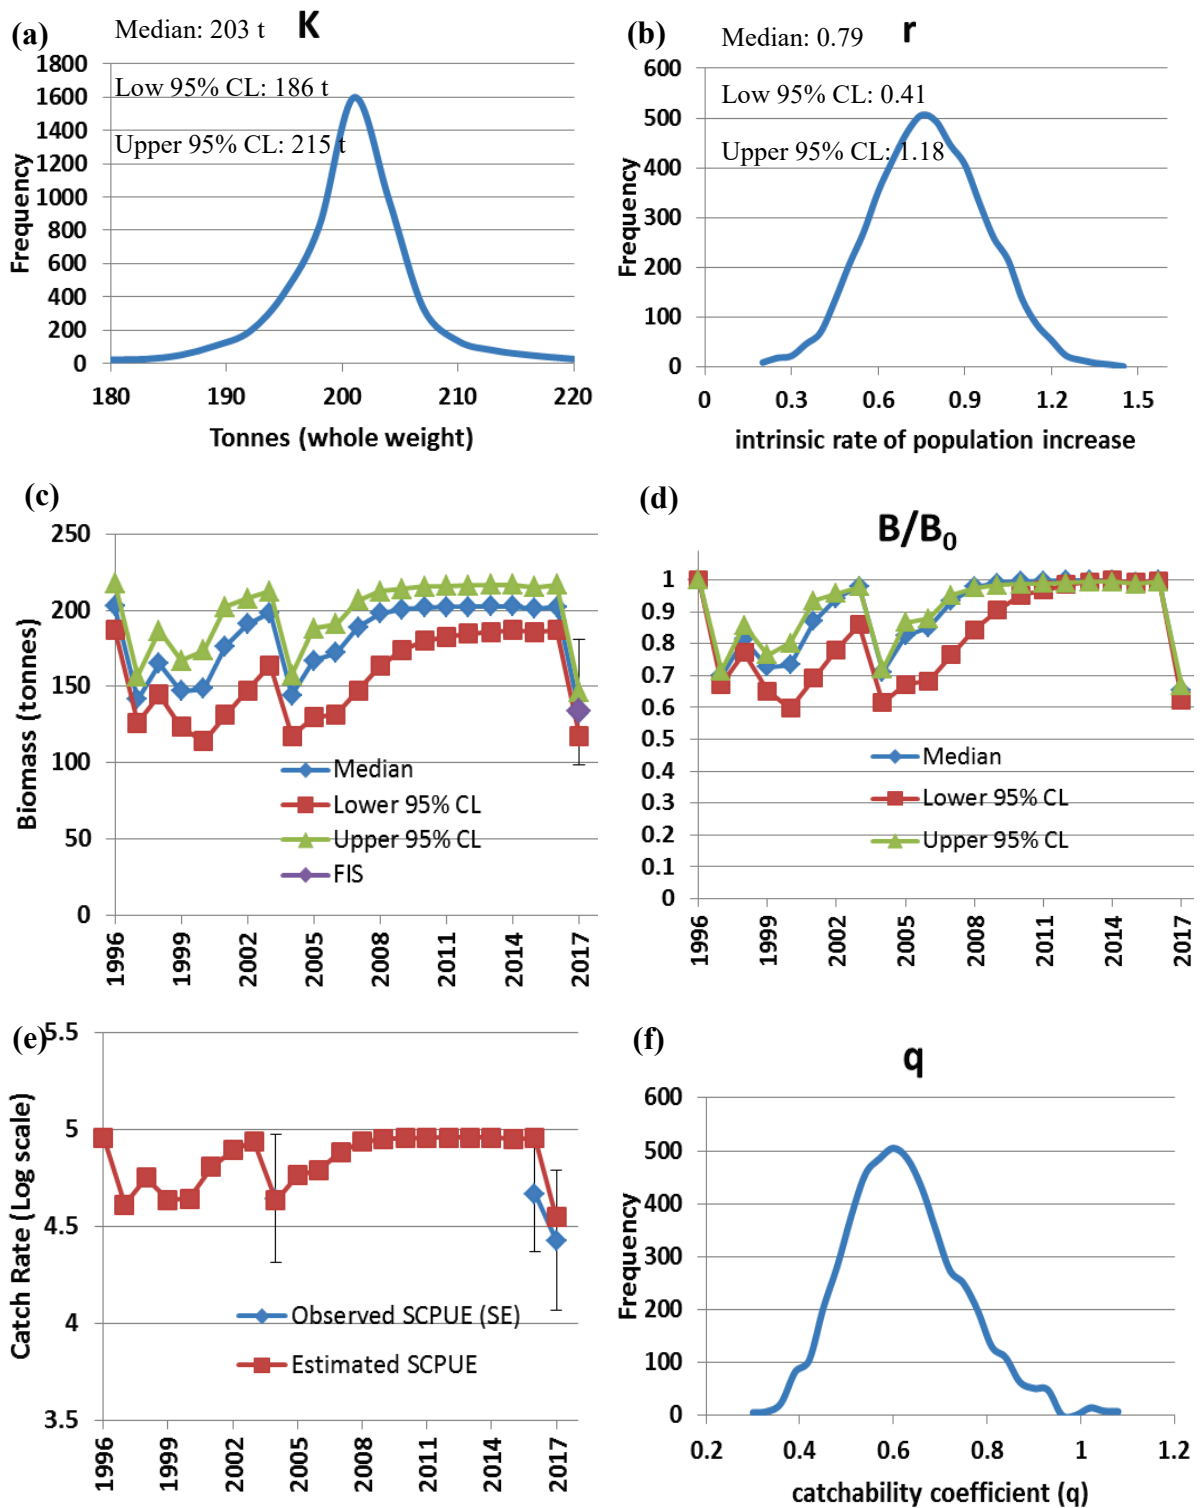 (a)
Median: 203 t
K
Low 95% CL: 186 t
Upper 95% CL: 215 t
1800
1600
1400
1200
1000
800
600
400
200
0
Frequency
180
190
200
210
220
Tonnes (whole weight)
(b)
Median: 0.79
r
Low 95% CL: 0.41
Upper 95% CL: 1.18
600
500
400
300
200
100
0
Frequency
0
0.3
0.6
0.9
1.2
1.5
intrinsic rate of population increase
(c)
250
200
150
100
50
0
Biomass (tonnes)
Median
Lower 95% CL
Upper 95% CL
FIS
1996
1999
2002
2005
2008
2011
2014
2017
(d)
B/B₀
1
0.9
0.8
0.7
0.6
0.5
0.4
0.3
0.2
0.1
0
Median
Lower 95% CL
Upper 95% CL
1996
1999
2002
2005
2008
2011
2014
2017
(e)
5.5
5
4.5
4
3.5
Catch Rate (Log scale)
Observed SCPUE (SE)
Estimated SCPUE
1996
1999
2002
2005
2008
2011
2014
2017
(f)
q
600
500
400
300
200
100
0
Frequency
0.2
0.4
0.6
0.8
1
1.2
catchability coefficient (q)